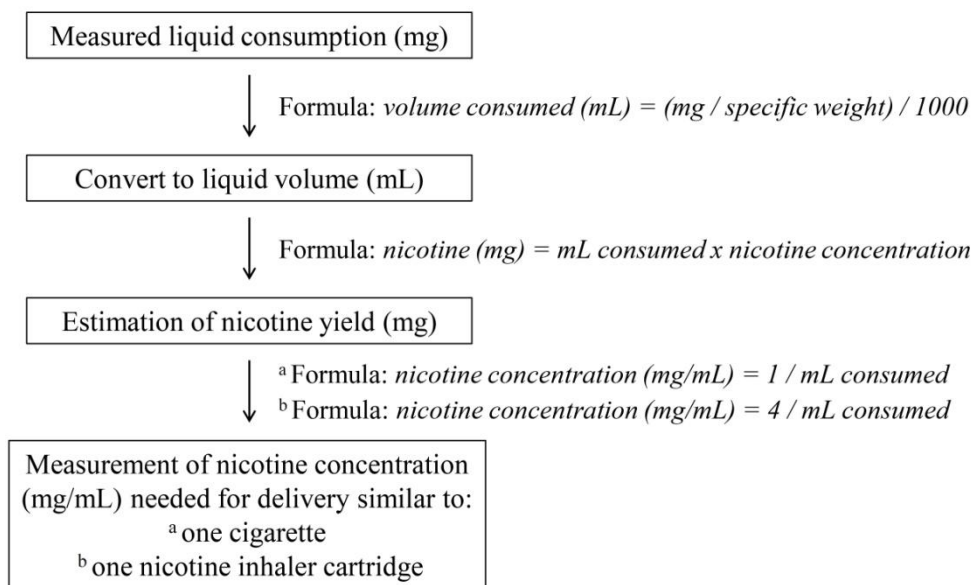 Measured liquid consumption (mg)
Formula: volume consumed (mL) = (mg / specific weight) / 1000
Convert to liquid volume (mL)
Formula: nicotine (mg) = mL consumed x nicotine concentration
Estimation of nicotine yield (mg)
a Formula: nicotine concentration (mg/mL) = 1 / mL consumed
b Formula: nicotine concentration (mg/mL) = 4 / mL consumed
Measurement of nicotine concentration
(mg/mL) needed for delivery similar to:
a one cigarette
b one nicotine inhaler cartridge